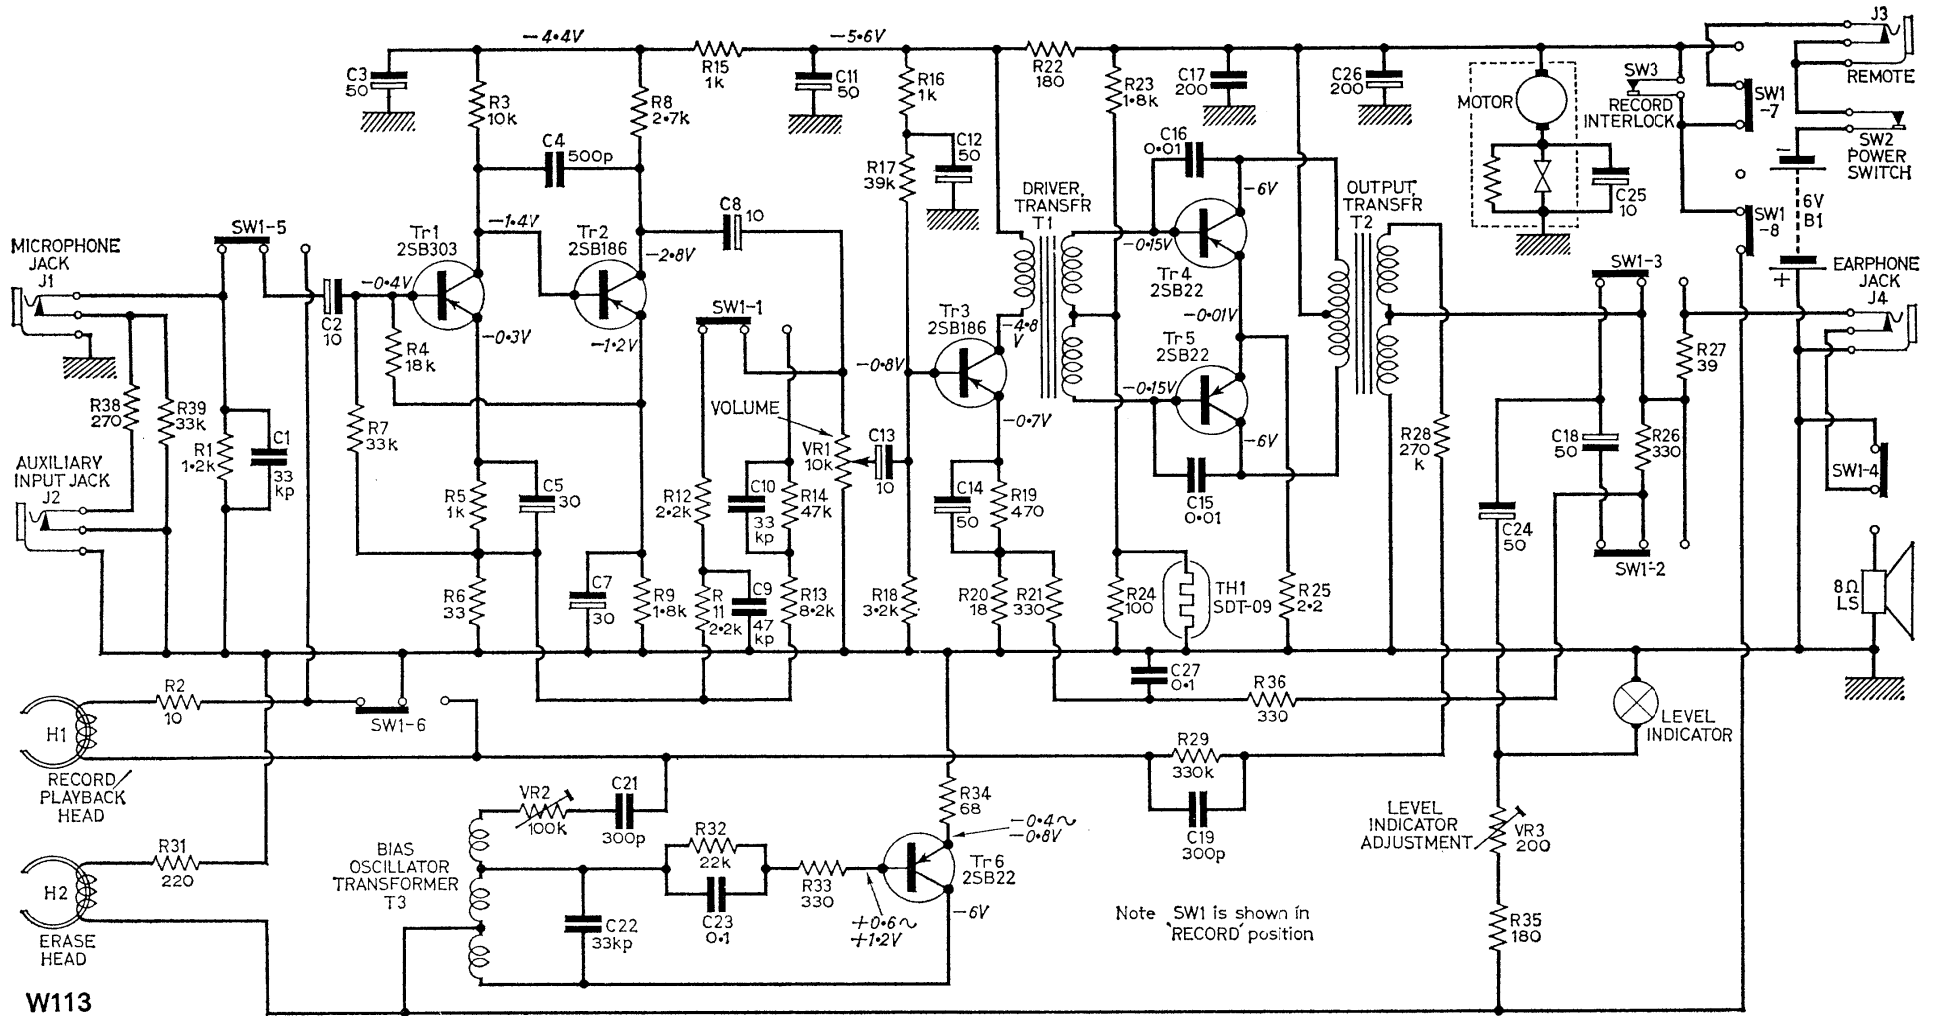 -4·4V
-5·6V
J3
REMOTE
C3
50
R15
1k
C11
50
R16
1k
R22
180
R23
1·8k
C17
200
C26
200
MOTOR
SW3
RECORD
INTERLOCK
SW1
-7
SW2
POWER
SWITCH
R3
10k
R8
2·7k
C4
500p
R17
39k
C12
50
C16
0·01
-6V
C25
10
SW1
-8
6V
B1
DRIVER
TRANSFR
T1
OUTPUT
TRANSFR
T2
-1·4V
C8
10
-2·8V
-0·15V
MICROPHONE
JACK
J1
SW1-5
Tr1
2SB303
Tr2
2SB186
-0·4V
Tr4
2SB22
SW1-3
+
EARPHONE
JACK
J4
C2
10
-0·3V
-1·2V
SW1-1
Tr3
2SB186
-4·8
V
-0·01V
R4
18k
-0·8V
Tr5
2SB22
-0·15V
R27
39
R38
270
R39
33k
R7
33k
VOLUME
-0·7V
-6V
R1
1·2k
C1
33
kp
VR1
10k
C13
10
R28
270
k
C18
50
R26
330
SW1-4
AUXILIARY
INPUT JACK
J2
R5
1k
C5
30
R12
2·2k
C10
33
kp
R14
47k
C14
50
R19
470
C15
0·01
C24
50
SW1-2
R6
33
C7
30
R9
1·8k
R
11
2·2k
C9
47
kp
R13
8·2k
R18
3·2k
R20
18
R21
330
R24
100
TH1
SDT-09
R25
2·2
8Ω
LS
H1
R2
10
SW1-6
C27
0·1
R36
330
LEVEL
INDICATOR
RECORD/
PLAYBACK
HEAD
R29
330k
C19
300p
VR2
100k
C21
300p
R34
68
-0·4~
-0·8V
LEVEL
INDICATOR
ADJUSTMENT
VR3
200
H2
R31
220
ERASE
HEAD
BIAS
OSCILLATOR
TRANSFORMER
T3
R32
22k
C23
0·1
R33
330
Tr6
2SB22
-6V
+0·6~
+1·2V
C22
33kp
Note SW1 is shown in
'RECORD' position
R35
180
W113